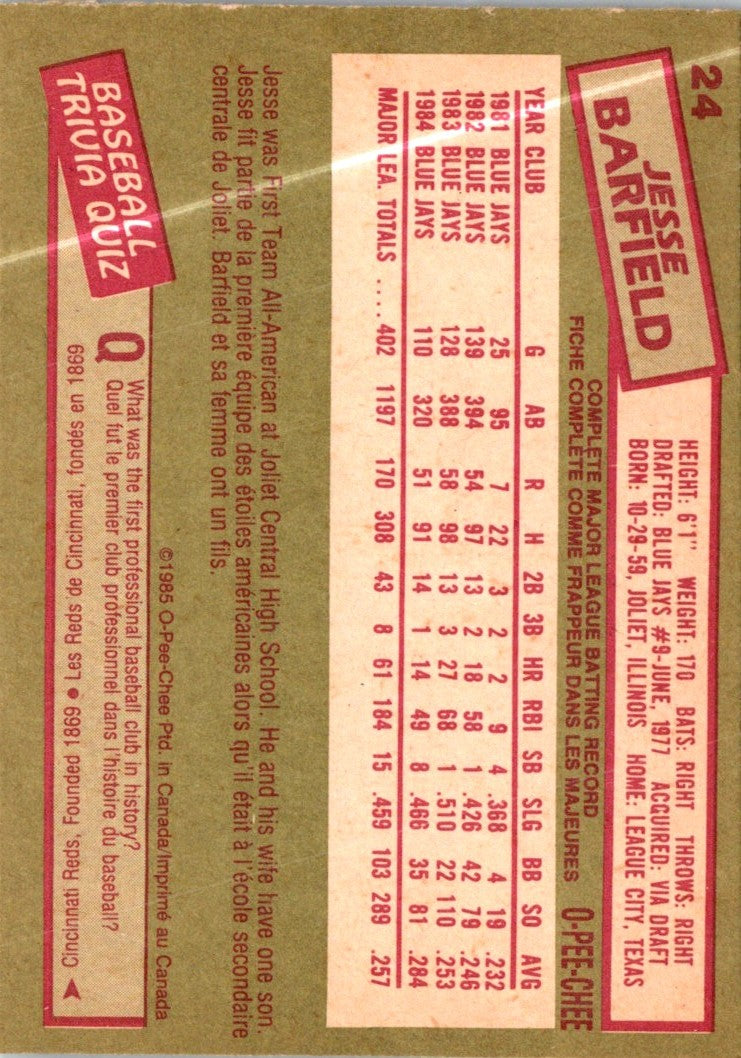 24
JESSE
BARFIELD
HEIGHT: 6'1" WEIGHT: 170 BATS: RIGHT THROWS: RIGHT
DRAFTED: BLUE JAYS #9-JUNE, 1977 ACQUIRED: VIA DRAFT
BORN: 10-29-59, JOLIET, ILLINOIS HOME: LEAGUE CITY, TEXAS
COMPLETE MAJOR LEAGUE BATTING RECORD
FICHE COMPLÈTE COMME FRAPPEUR DANS LES MAJEURES
O-PEE-CHEE
YEAR CLUB G AB R H 2B 3B HR RBI SB SLG BB SO AVG
1981 BLUE JAYS 25 95 7 22 3 2 2 9 4 .368 4 19 .232
1982 BLUE JAYS 139 394 54 97 13 2 18 58 1 .426 42 79 .246
1983 BLUE JAYS 128 388 58 98 13 3 27 68 1 .510 22 110 .253
1984 BLUE JAYS 110 320 51 91 14 1 14 49 8 .466 35 81 .284
MAJOR LEA. TOTALS .... 402 1197 170 308 43 8 61 184 15 .459 103 289 .257
Jesse was First Team All-American at Joliet Central High School. He and his wife have one son.
Jesse fit partie de la première équipe des étoiles américaines alors qu'il était à l'école secondaire
centrale de Joliet. Barfield et sa femme ont un fils.
©1985 O-Pee-Chee Ptd. in Canada/Imprimé au Canada
BASEBALL
TRIVIA QUIZ
Q What was the first professional baseball club in history?
Quel fut le premier club professionnel dans l'histoire du baseball?
Cincinnati Reds, Founded 1869 ● Les Reds de Cincinnati, fondés en 1869